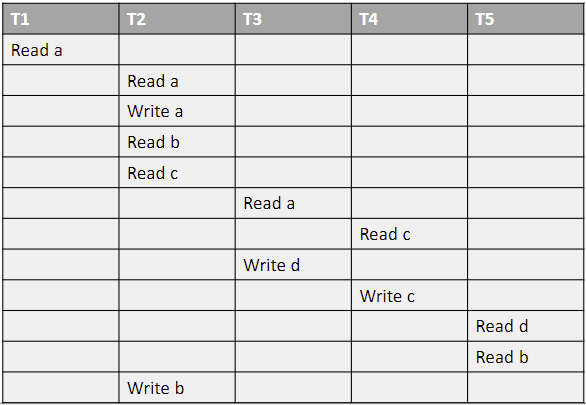 T1 T2 T3 T4 T5
Read a
Read a
Write a
Read b
Read c
Read a
Read c
Write d
Write c
Read d
Read b
Write b